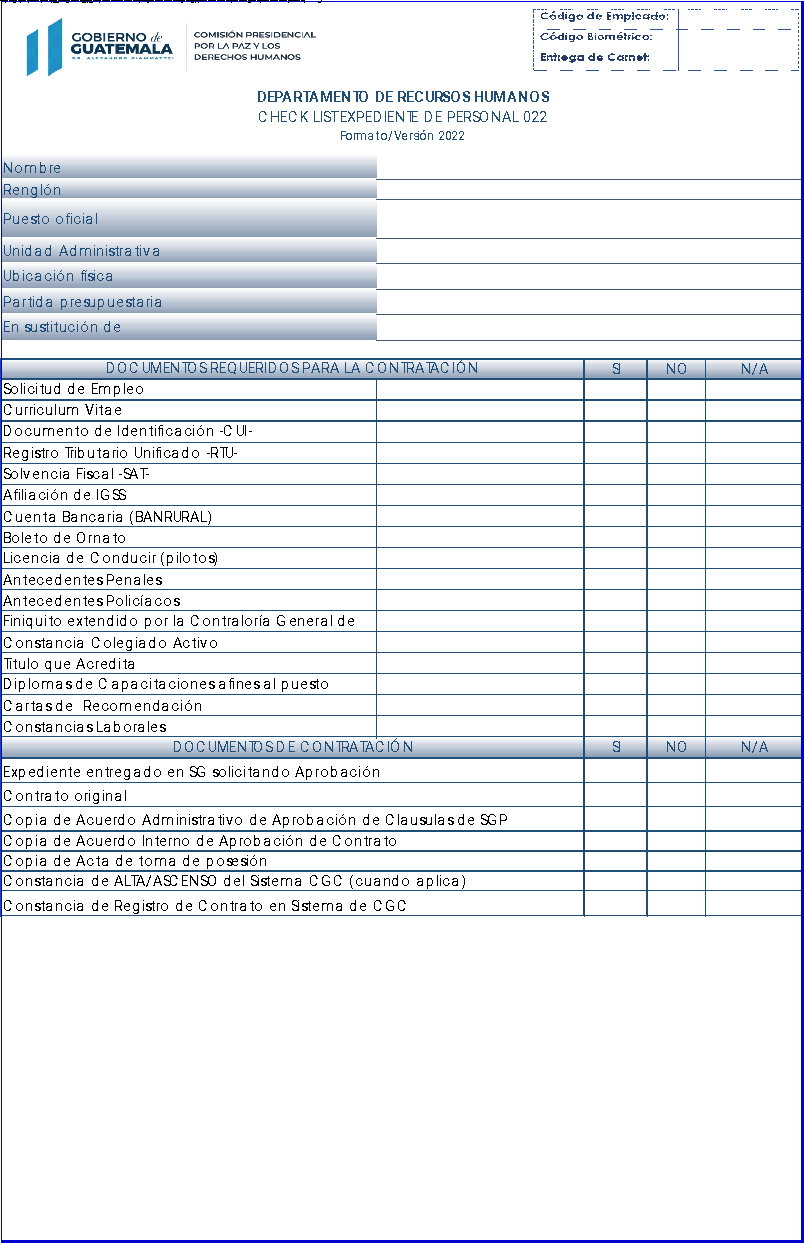 GOBIERNO de
GUATEMALA
DR. ALEJANDRO GIAMMATTEI
COMISIÓN PRESIDENCIAL
POR LA PAZ Y LOS
DERECHOS HUMANOS
Código de Empleado:
Código Biométrico:
Entrega de Carnet:
DEPARTAMENTO DE RECURSOS HUMANOS
CHECK LIST EXPEDIENTE DE PERSONAL 022
Formato/Versión 2022
Nombre
Renglón
Puesto oficial
Unidad Administrativa
Ubicación física
Partida presupuestaria
En sustitución de
DOCUMENTOS REQUERIDOS PARA LA CONTRATACIÓN SI NO N/A
Solicitud de Empleo
Curriculum Vitae
Documento de Identificación -CUI-
Registro Tributario Unificado -RTU-
Solvencia Fiscal -SAT-
Afiliación de IGSS
Cuenta Bancaria (BANRURAL)
Boleto de Ornato
Licencia de Conducir (pilotos)
Antecedentes Penales
Antecedentes Policíacos
Finiquito extendido por la Contraloría General de
Constancia Colegiado Activo
Titulo que Acredita
Diplomas de Capacitaciones afines al puesto
Cartas de Recomendación
Constancias Laborales
DOCUMENTOS DE CONTRATACIÓN SI NO N/A
Expediente entregado en SG solicitando Aprobación
Contrato original
Copia de Acuerdo Administrativo de Aprobación de Clausulas de SGP
Copia de Acuerdo Interno de Aprobación de Contrato
Copia de Acta de toma de posesión
Constancia de ALTA/ASCENSO del Sistema CGC (cuando aplica)
Constancia de Registro de Contrato en Sistema de CGC